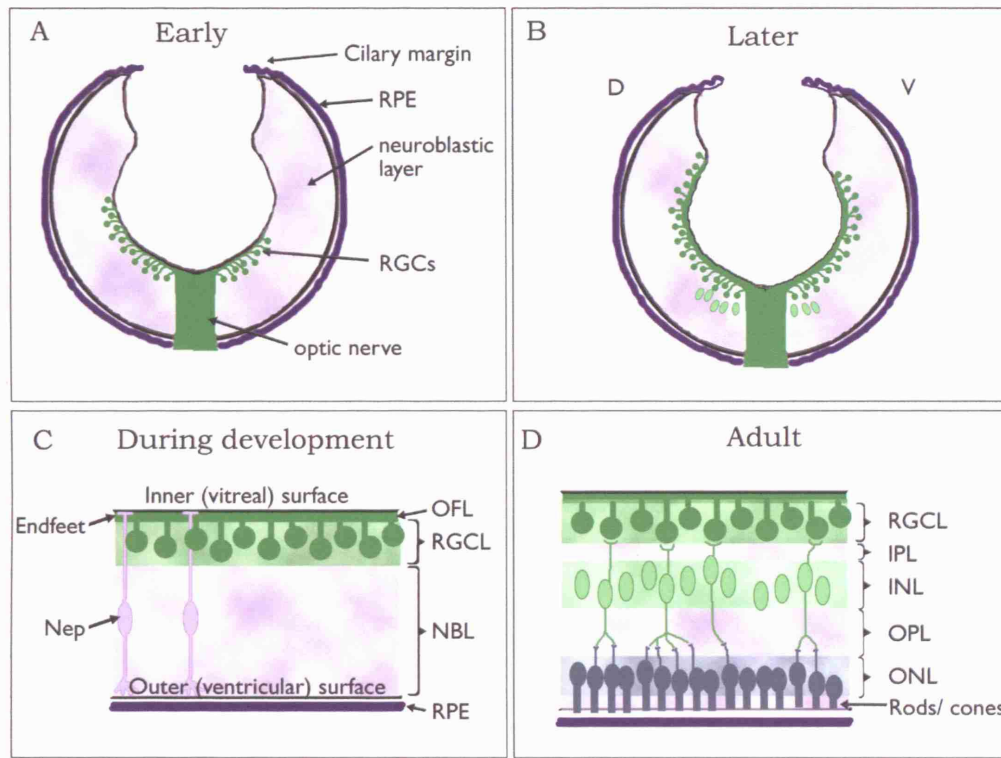 A
Early
Cilary margin
RPE
neuroblastic
layer
RGCs
optic nerve
B
Later
D
V
C
During development
Inner (vitreal) surface
Endfeet
OFL
RGCL
Nep
NBL
Outer (ventricular) surface
RPE
D
Adult
RGCL
IPL
INL
OPL
ONL
Rods/ cones